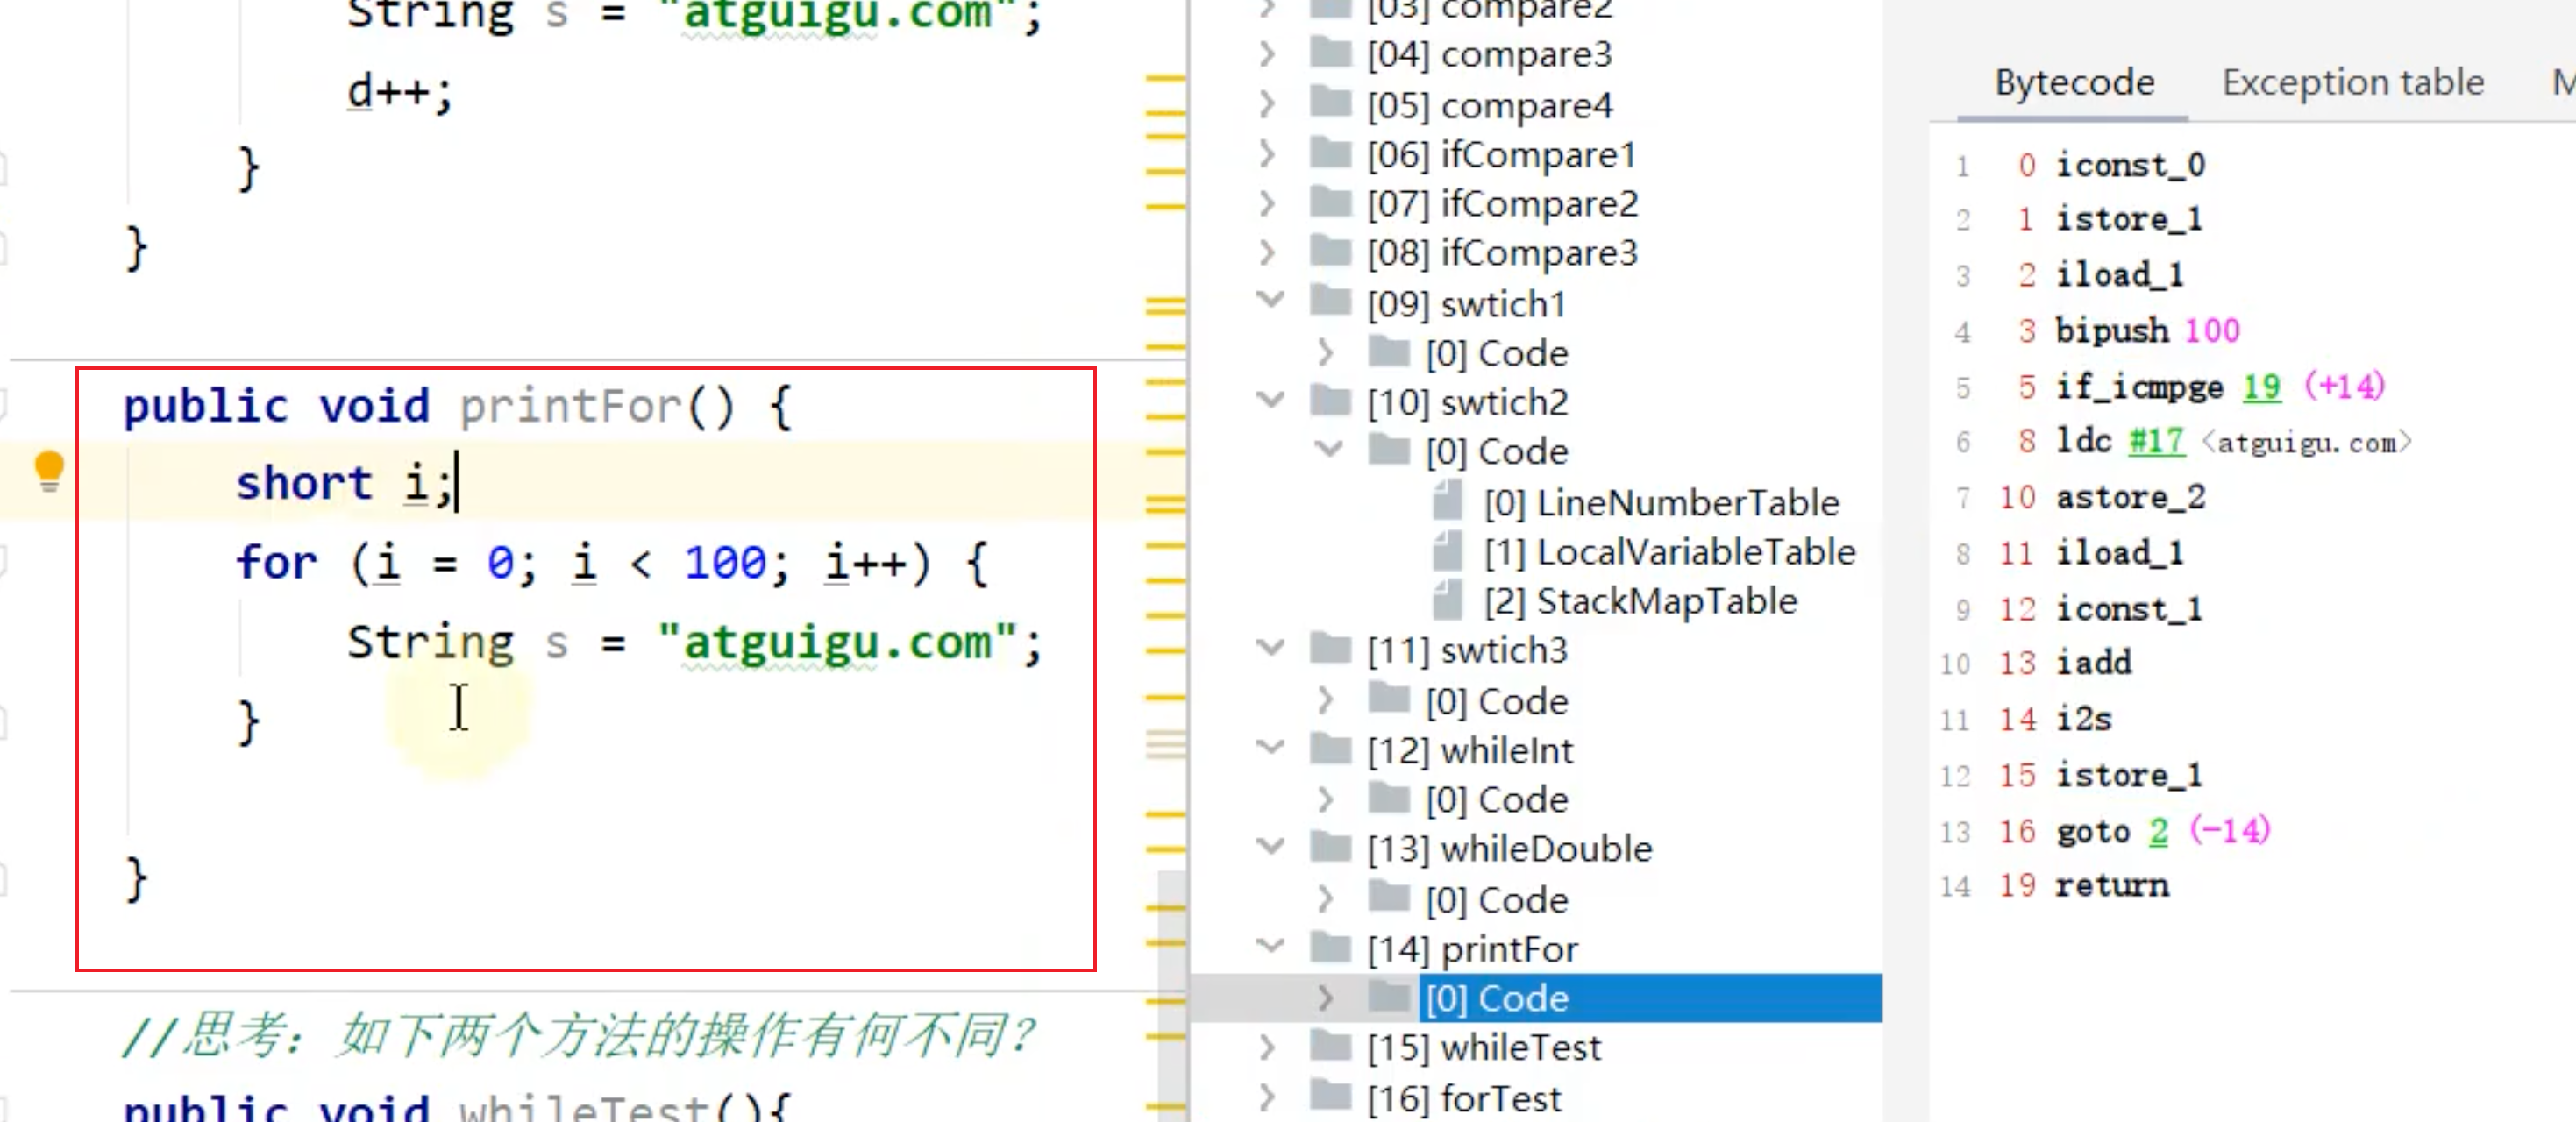 String s = "atguigu.com";
d++;
}
}
public void printFor() {
short i;
for (i = 0; i < 100; i++) {
String s = "atguigu.com";
}
}
//思考：如下两个方法的操作有何不同？
public void whileTest(){
[03] compare2
[04] compare3
[05] compare4
[06] ifCompare1
[07] ifCompare2
[08] ifCompare3
[09] swtich1
[0] Code
[10] swtich2
[0] Code
[0] LineNumberTable
[1] LocalVariableTable
[2] StackMapTable
[11] swtich3
[0] Code
[12] whileInt
[0] Code
[13] whileDouble
[0] Code
[14] printFor
[0] Code
[15] whileTest
[16] forTest
Bytecode Exception table M
1 0 iconst_0
2 1 istore_1
3 2 iload_1
4 3 bipush 100
5 5 if_icmpge 19 (+14)
6 8 ldc #17 <atguigu.com>
7 10 astore_2
8 11 iload_1
9 12 iconst_1
10 13 iadd
11 14 i2s
12 15 istore_1
13 16 goto 2 (-14)
14 19 return